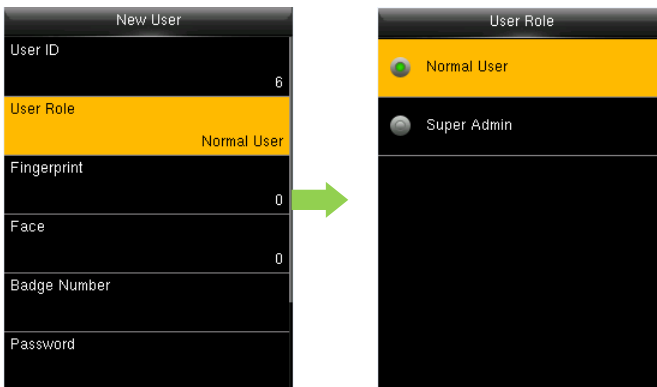 New User
User ID
6
User Role
Normal User
Fingerprint
0
Face
0
Badge Number
Password
User Role
Normal User
Super Admin